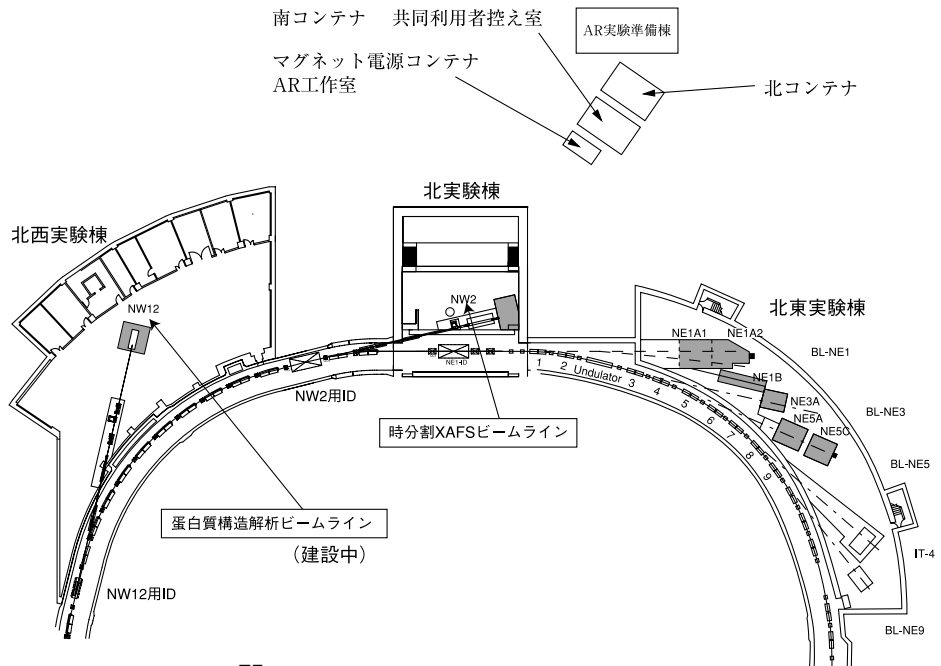 南コンテナ 共同利用者控え室
AR実験準備棟
マグネット電源コンテナ
AR工作室
北コンテナ
北実験棟
北西実験棟
NW12
NW2
北東実験棟
NE1A1 NE1A2
BL-NE1
NE1-ID
1 2 Undulator 3 4 5 6 7 8 9
NE1B
NE3A
BL-NE3
NE5A
NE5C
NW2用ID
時分割XAFSビームライン
BL-NE5
蛋白質構造解析ビームライン
(建設中)
IT-4
NW12用ID
BL-NE9